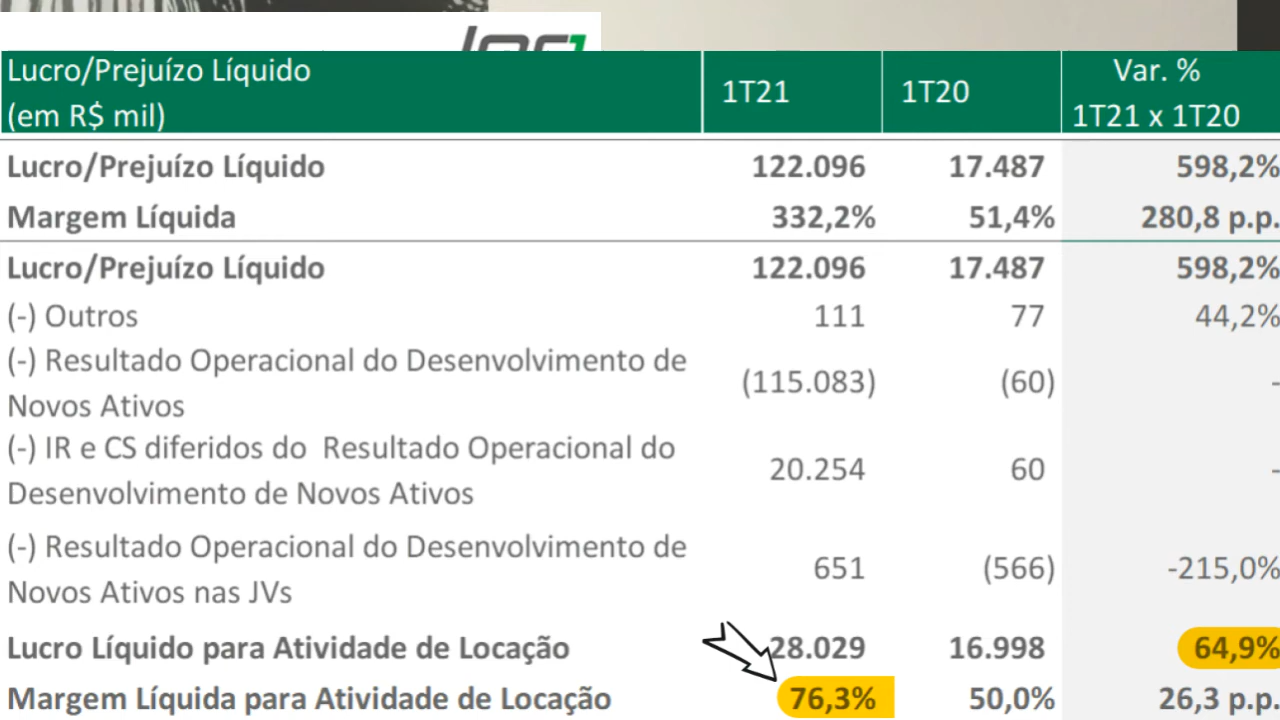 Lucro/Prejuízo Líquido
(em R$ mil) 1T21 1T20 Var. %
1T21 x 1T20
Lucro/Prejuízo Líquido 122.096 17.487 598,2%
Margem Líquida 332,2% 51,4% 280,8 p.p.
Lucro/Prejuízo Líquido 122.096 17.487 598,2%
(-) Outros 111 77 44,2%
(-) Resultado Operacional do Desenvolvimento de
Novos Ativos (115.083) (60) -
(-) IR e CS diferidos do Resultado Operacional do
Desenvolvimento de Novos Ativos 20.254 60 -
(-) Resultado Operacional do Desenvolvimento de
Novos Ativos nas JVs 651 (566) -215,0%
Lucro Líquido para Atividade de Locação 28.029 16.998 64,9%
Margem Líquida para Atividade de Locação 76,3% 50,0% 26,3 p.p.